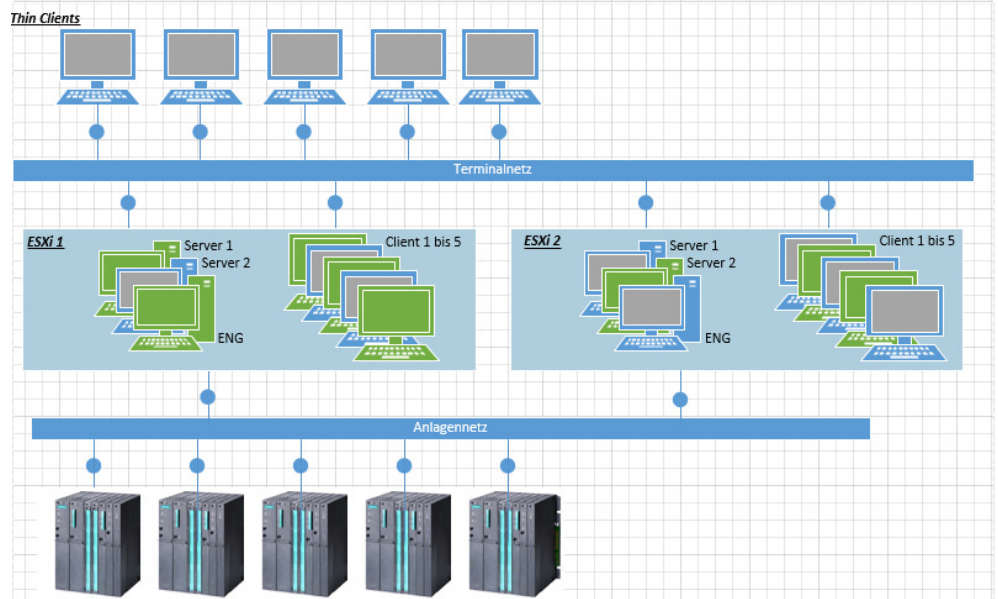 Thin Clients
Terminalnetz
ESXi 1
Server 1
Server 2
ENG
Client 1 bis 5
ESXi 2
Server 1
Server 2
ENG
Client 1 bis 5
Anlagennetz